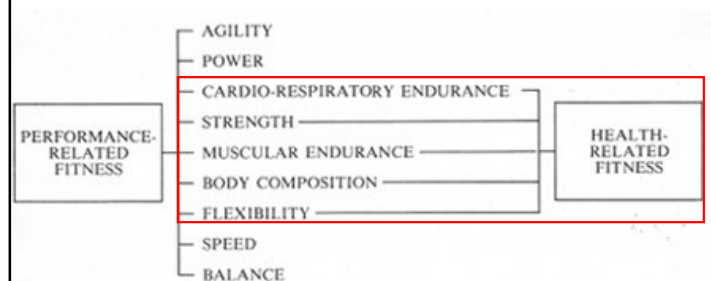 AGILITY
POWER
CARDIO-RESPIRATORY ENDURANCE
STRENGTH
MUSCULAR ENDURANCE
BODY COMPOSITION
FLEXIBILITY
SPEED
BALANCE
PERFORMANCE-
RELATED
FITNESS
HEALTH-
RELATED
FITNESS